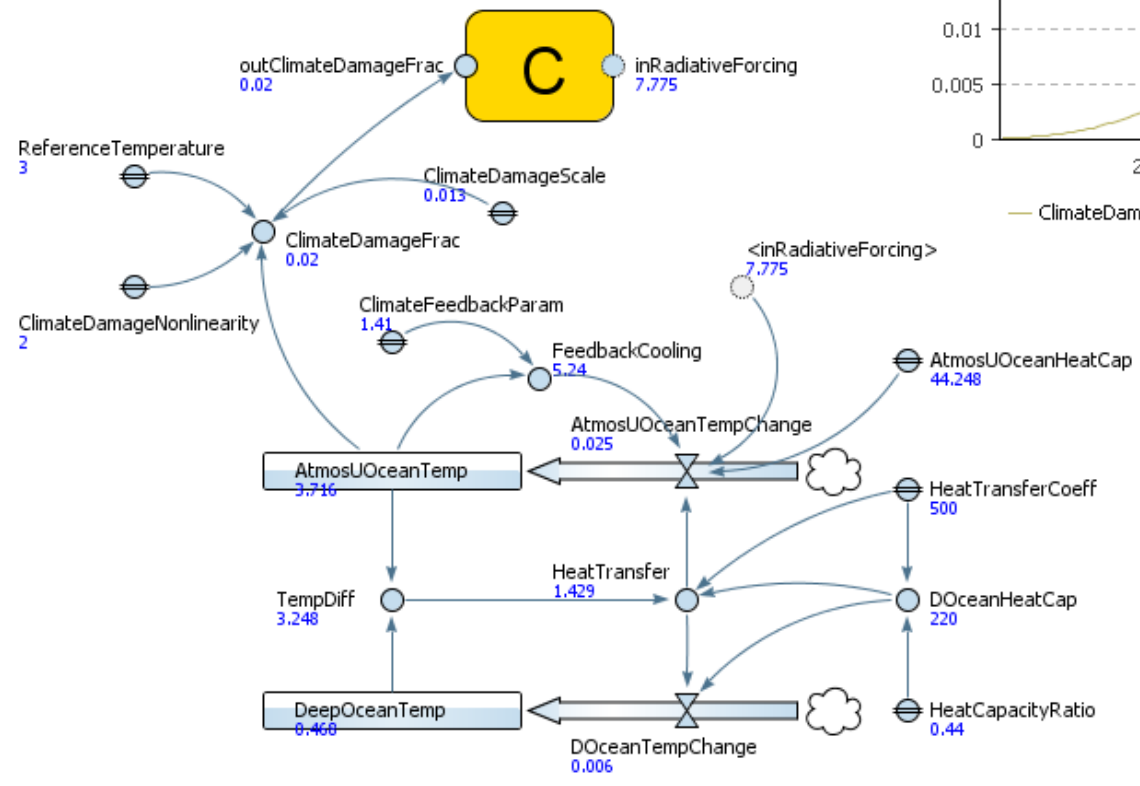 0.01
outClimateDamageFrac
0.02
C
inRadiativeForcing
7.775
0.005
ReferenceTemperature
3
0
2
ClimateDamageScale
0.013
ClimateDam
ClimateDamageFrac
0.02
<inRadiativeForcing>
7.775
ClimateDamageNonlinearity
2
ClimateFeedbackParam
1.41
FeedbackCooling
5.24
AtmosUOceanHeatCap
44.248
AtmosUOceanTempChange
0.025
AtmosUOceanTemp
3.716
HeatTransferCoeff
500
HeatTransfer
1.429
TempDiff
3.248
DOceanHeatCap
220
DeepOceanTemp
0.468
HeatCapacityRatio
0.44
DOceanTempChange
0.006